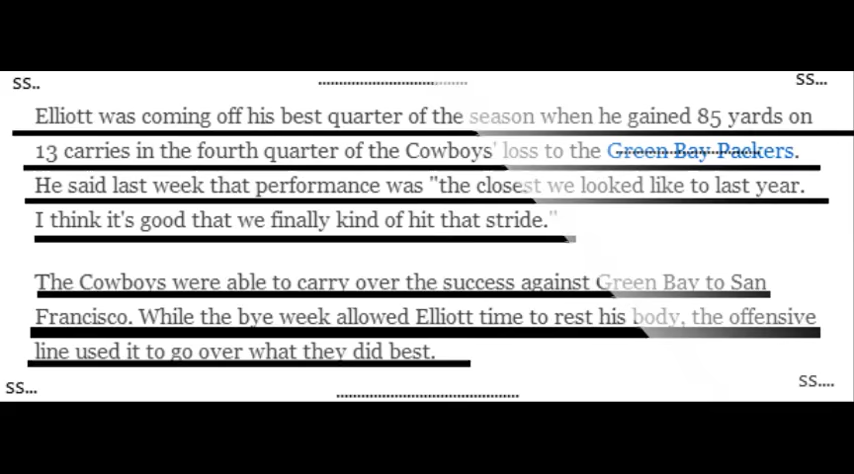 ss.. ss...
Elliott was coming off his best quarter of the season when he gained 85 yards on
13 carries in the fourth quarter of the Cowboys' loss to the Green Bay Packers.
He said last week that performance was "the closest we looked like to last year.
I think it's good that we finally kind of hit that stride."
The Cowboys were able to carry over the success against Green Bay to San
Francisco. While the bye week allowed Elliott time to rest his body, the offensive
line used it to go over what they did best.
ss... ss....